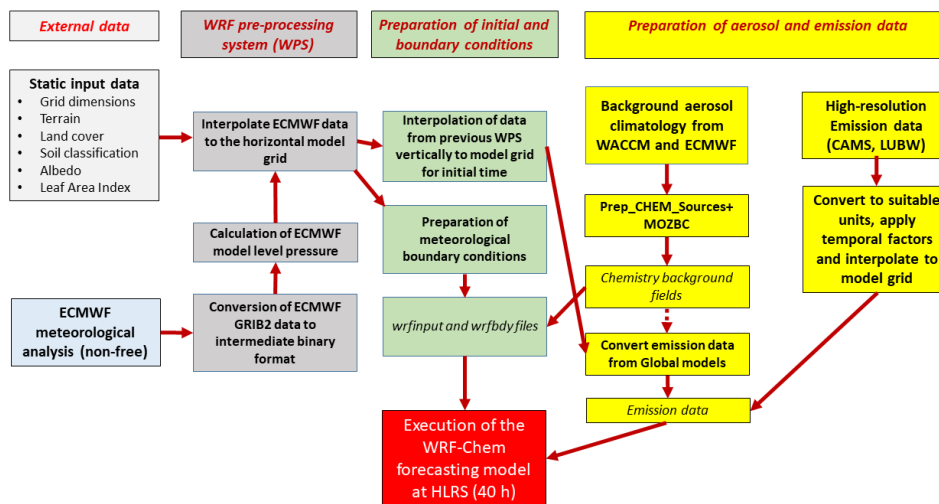 External data
WRF pre-processing
system (WPS)
Preparation of initial and
boundary conditions
Preparation of aerosol and emission data
Static input data
• Grid dimensions
• Terrain
• Land cover
• Soil classification
• Albedo
• Leaf Area Index
Interpolate ECMWF data
to the horizontal model
grid
Interpolation of data
from previous WPS
vertically to model grid
for initial time
Background aerosol
climatology from
WACCM and ECMWF
High-resolution
Emission data
(CAMS, LUBW)
Calculation of ECMWF
model level pressure
Preparation of
meteorological
boundary conditions
Prep_CHEM_Sources+
MOZBC
Convert to suitable
units, apply
temporal factors
and interpolate to
model grid
Chemistry background
fields
ECMWF
meteorological
analysis (non-free)
Conversion of ECMWF
GRIB2 data to
intermediate binary
format
wrfinput and wrfbdy files
Convert emission data
from Global models
Emission data
Execution of the
WRF-Chem
forecasting model
at HLRS (40 h)